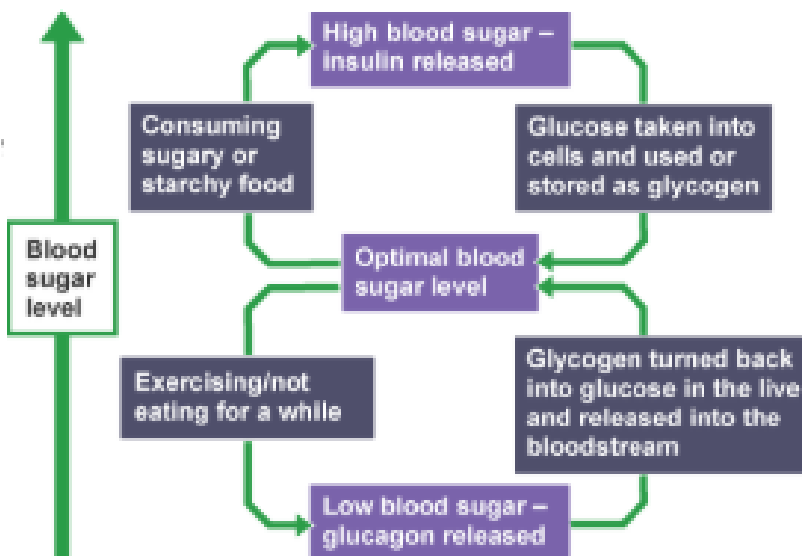 High blood sugar –
insulin released
Consuming
sugary or
starchy food
Glucose taken into
cells and used or
stored as glycogen
Blood
sugar
level
Optimal blood
sugar level
Exercising/not
eating for a while
Glycogen turned back
into glucose in the live
and released into the
bloodstream
Low blood sugar –
glucagon released